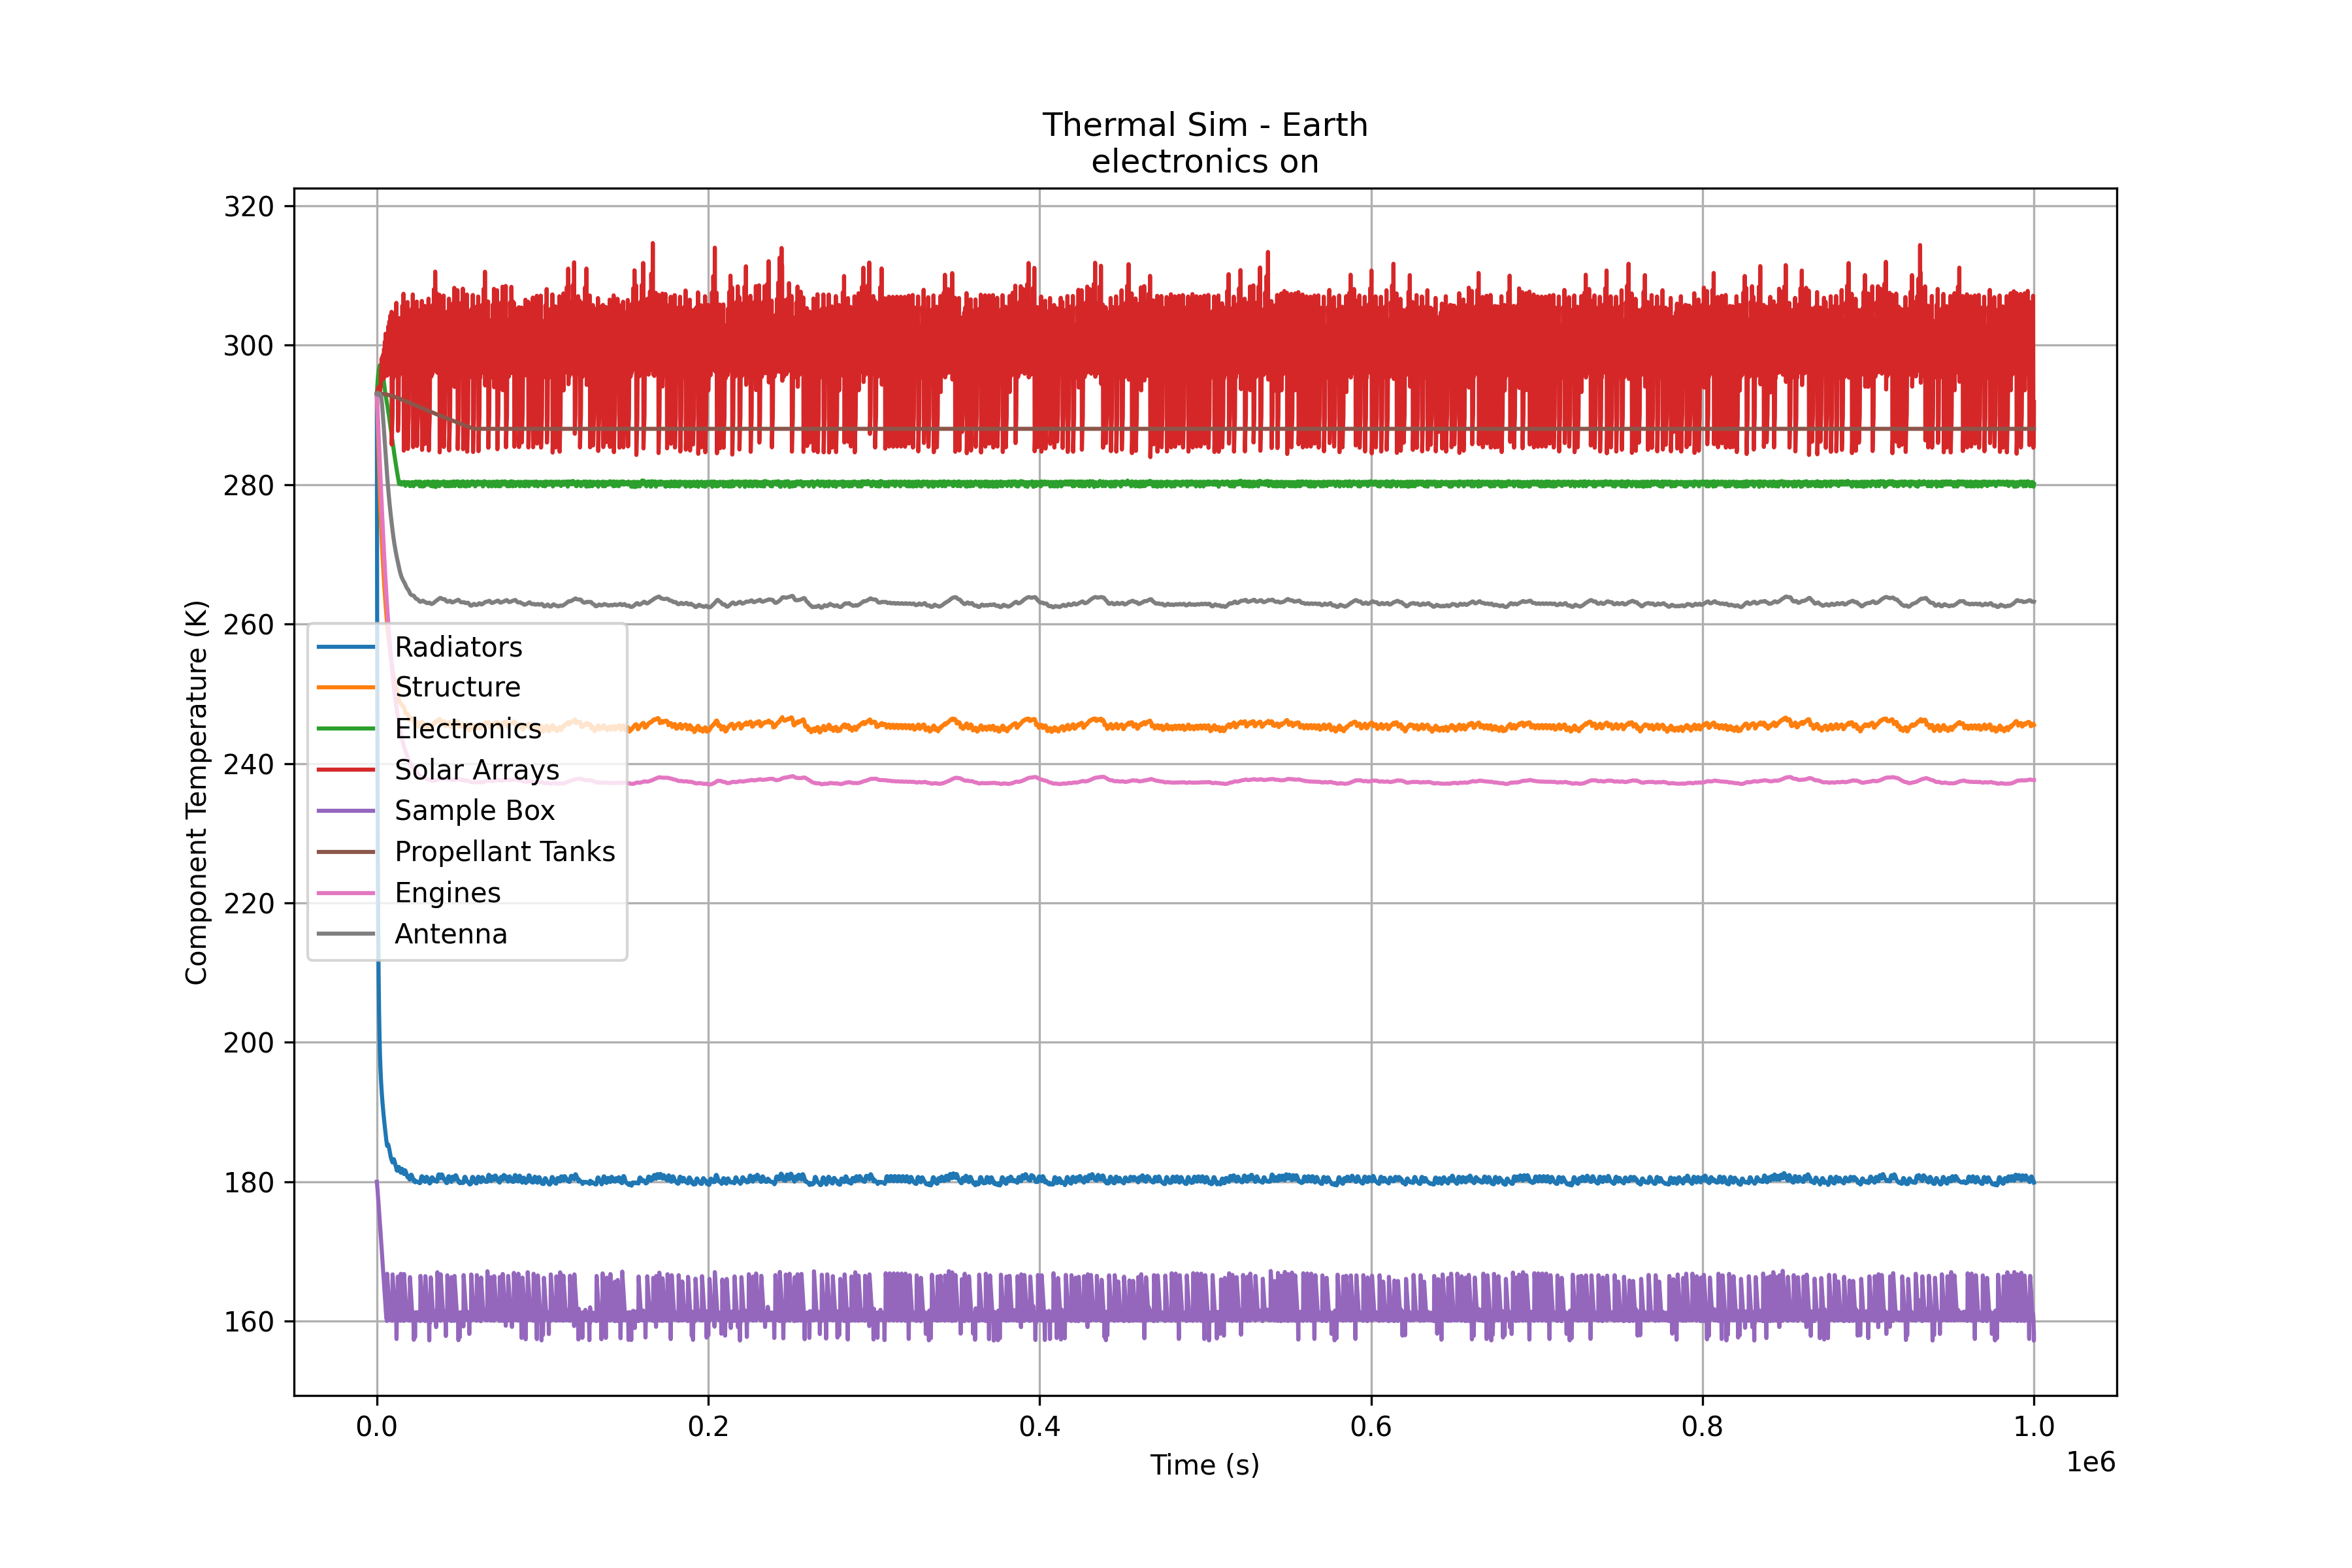 Thermal Sim - Earth
electronics on
320
300
280
260
240
220
200
180
160
Component Temperature (K)
Radiators
Structure
Electronics
Solar Arrays
Sample Box
Propellant Tanks
Engines
Antenna
0.0 0.2 0.4 0.6 0.8 1.0
Time (s)
1e6